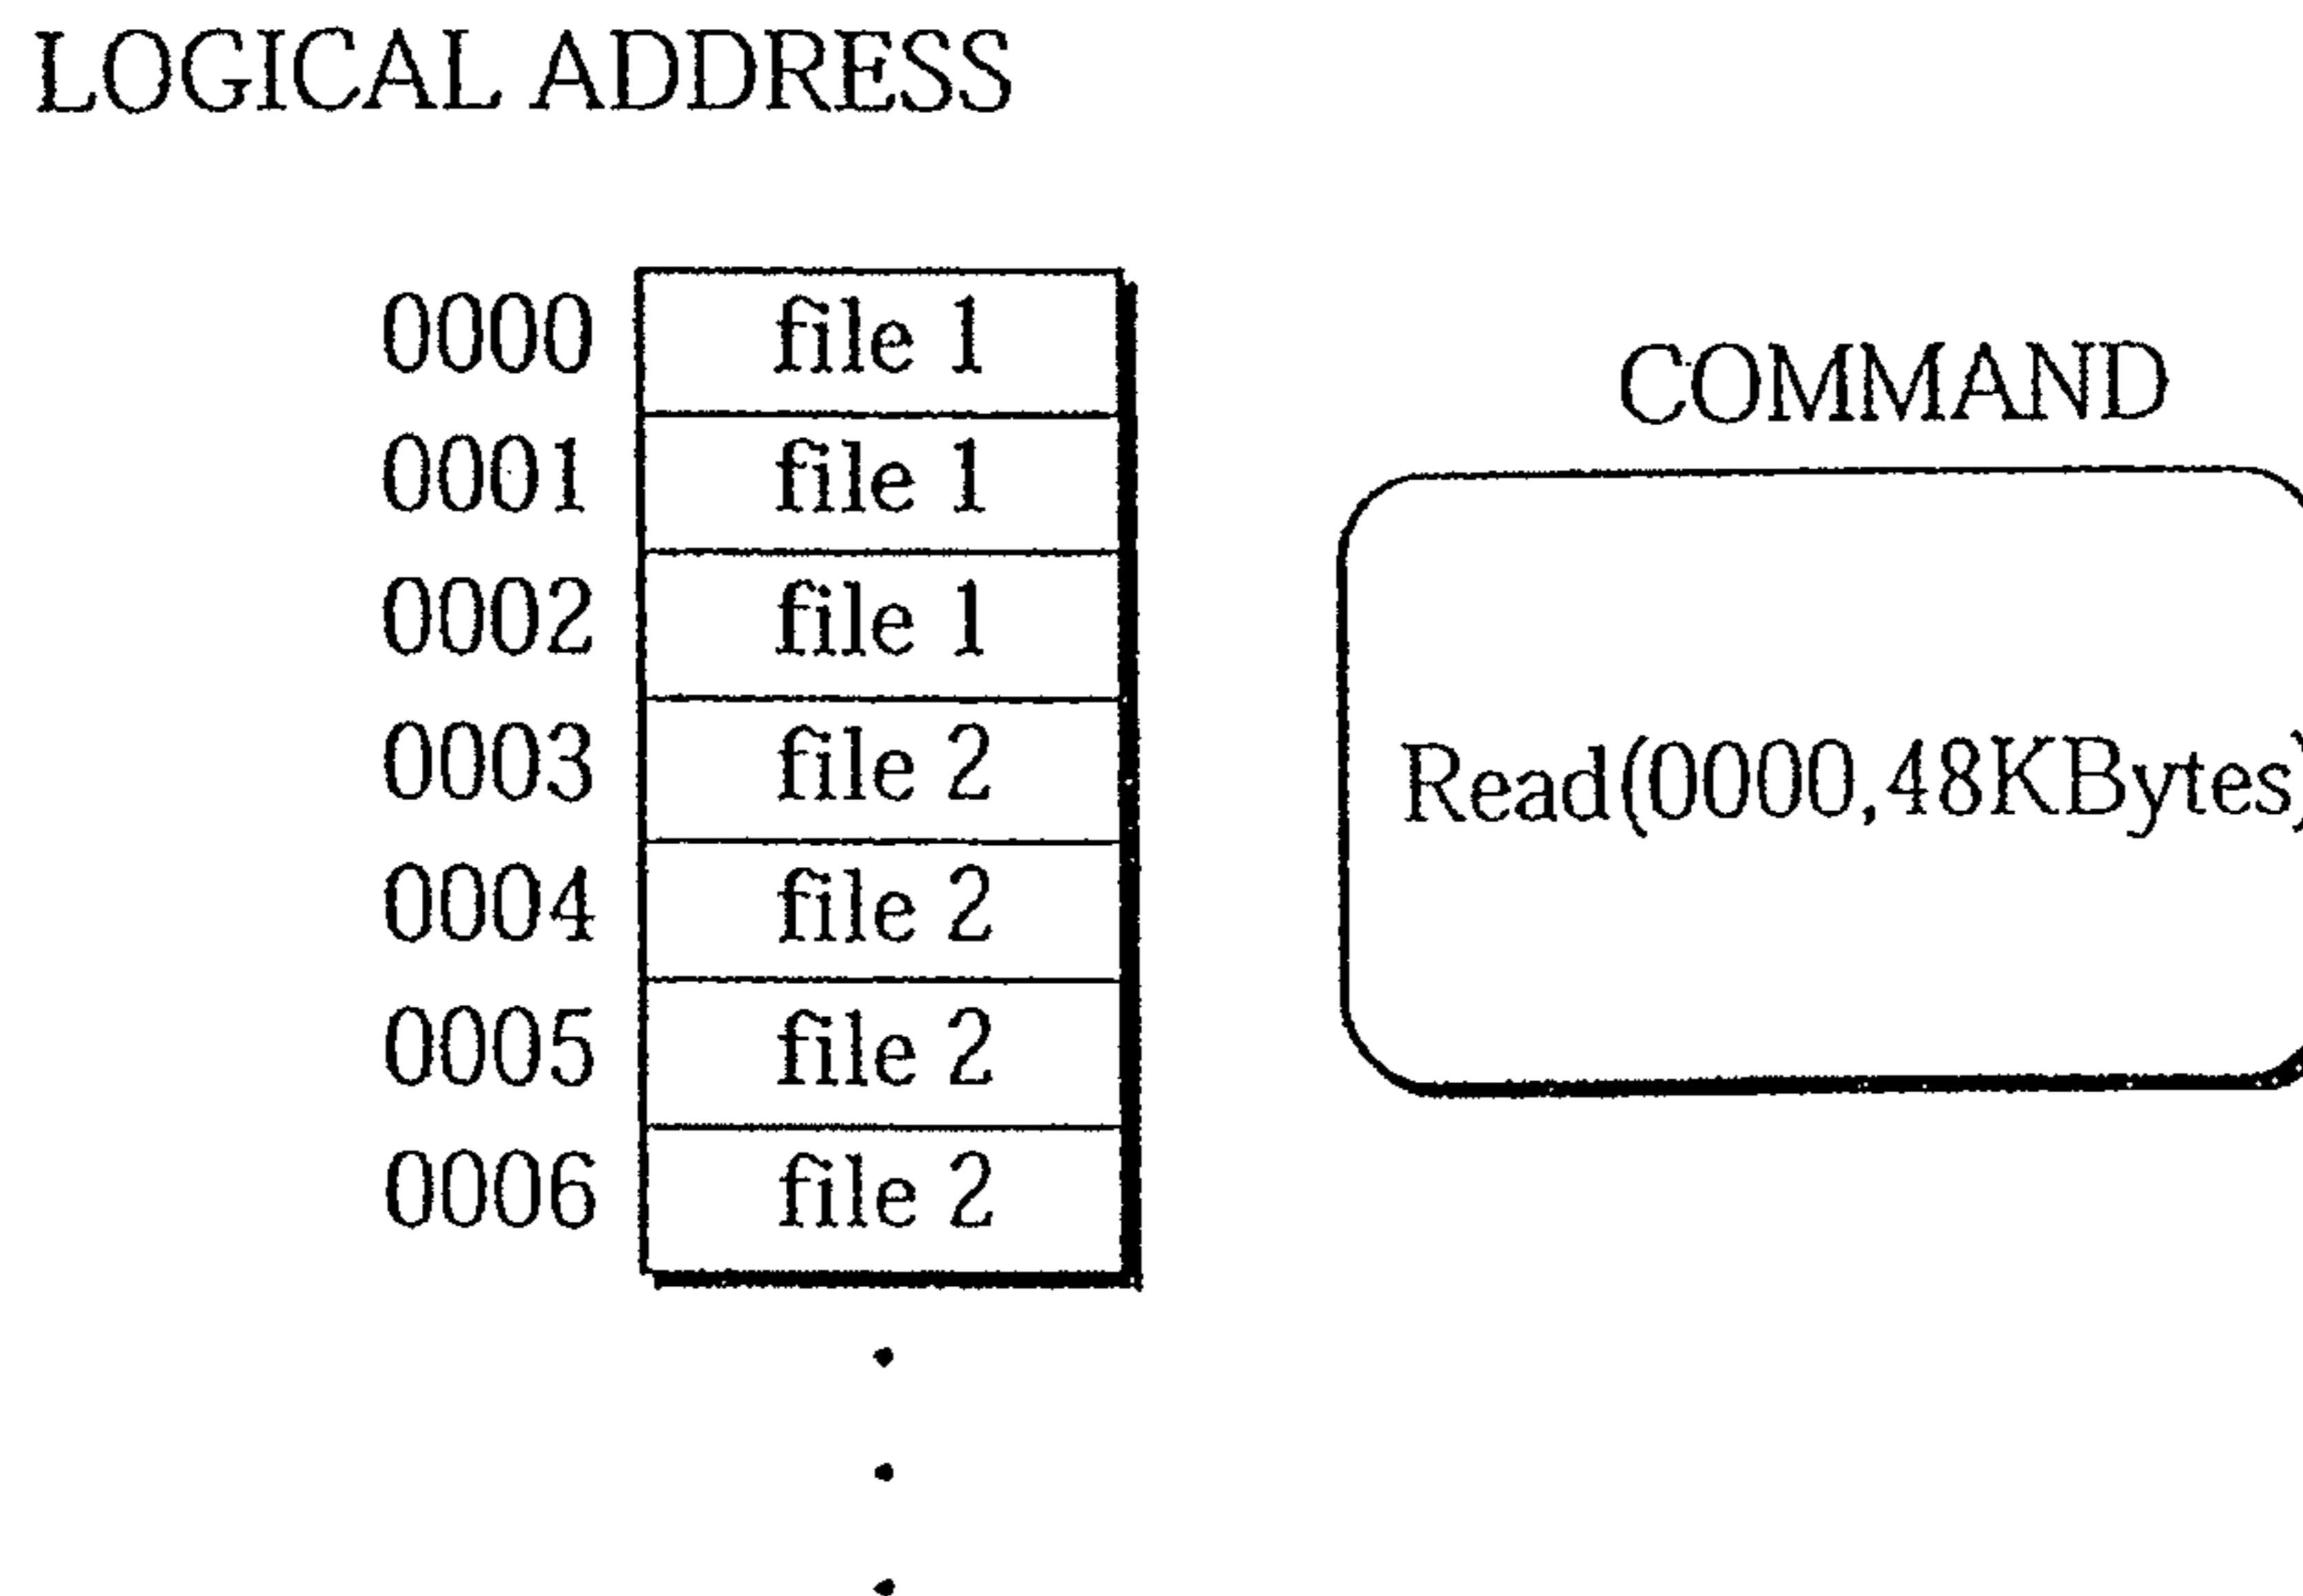 LOGICAL ADDRESS
0000 file 1
COMMAND
0001 file 1
0002 file 1
0003 file 2
Read(0000,48KBytes)
0004 file 2
0005 file 2
0006 file 2